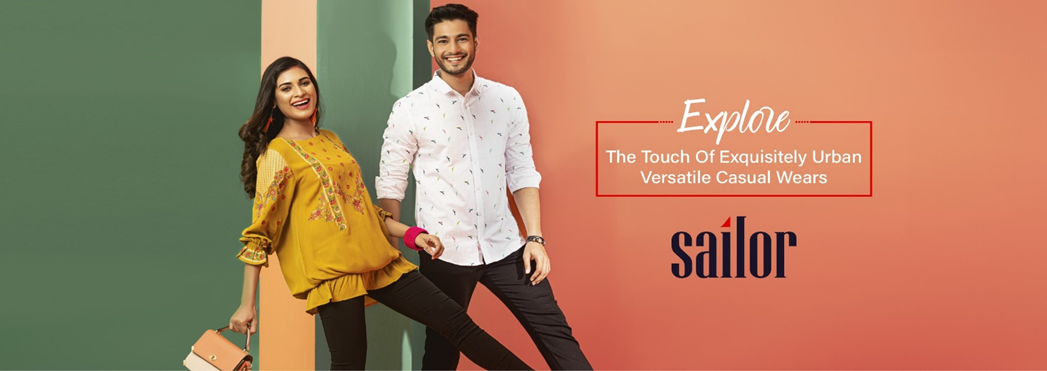 Explore
The Touch Of Exquisitely Urban
Versatile Casual Wears
sailor